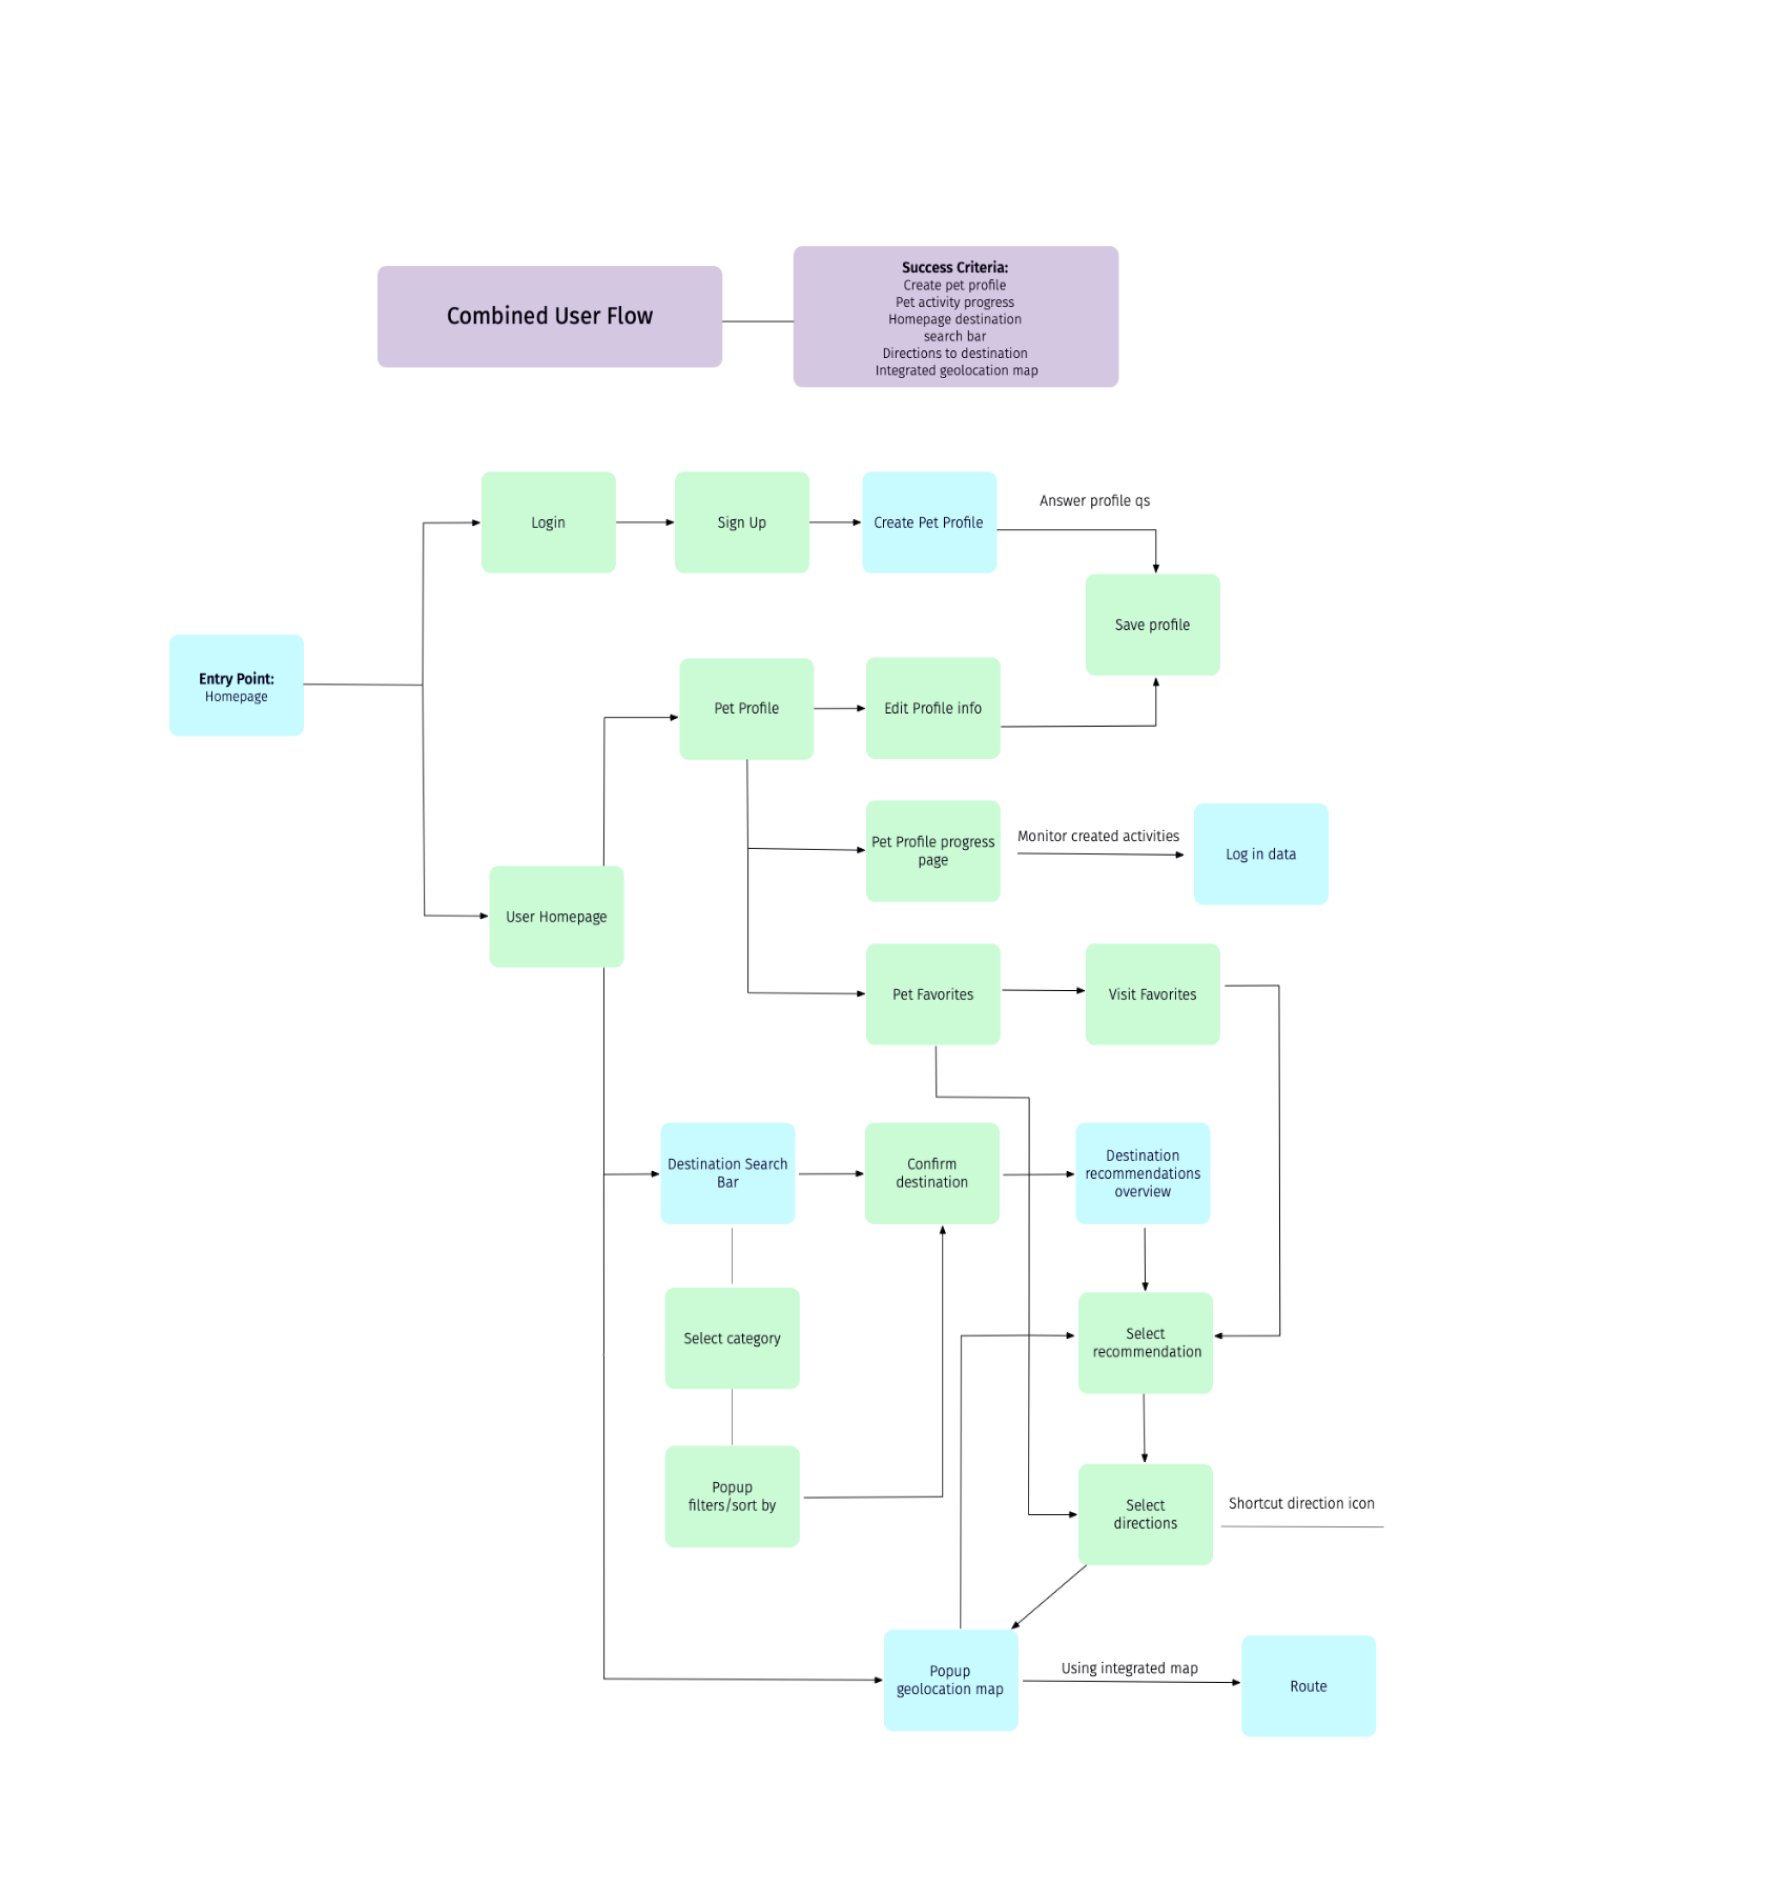 Combined User Flow
Success Criteria:
Create pet profile
Pet activity progress
Homepage destination
search bar
Directions to destination
Integrated geolocation map
Login
Sign Up
Create Pet Profile
Answer profile qs
Save profile
Entry Point:
Homepage
Pet Profile
Edit Profile info
Pet Profile progress
page
Monitor created activities
Log in data
User Homepage
Pet Favorites
Visit Favorites
Destination Search
Bar
Confirm
destination
Destination
recommendations
overview
Select category
Select
recommendation
Popup
filters/sort by
Select
directions
Shortcut direction icon
Popup
geolocation map
Using integrated map
Route